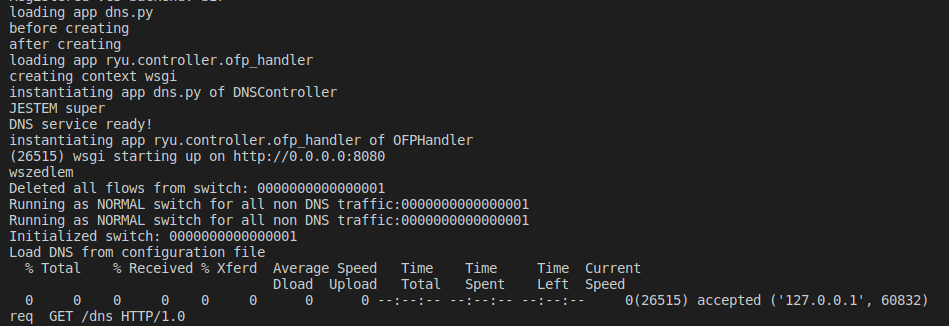 loading app dns.py
before creating
after creating
loading app ryu.controller.ofp_handler
creating context wsgi
instantiating app dns.py of DNSController
JESTEM super
DNS service ready!
instantiating app ryu.controller.ofp_handler of OFPHandler
(26515) wsgi starting up on http://0.0.0.0:8080
wszedlem
Deleted all flows from switch: 0000000000000001
Running as NORMAL switch for all non DNS traffic:0000000000000001
Running as NORMAL switch for all non DNS traffic:0000000000000001
Initialized switch: 0000000000000001
Load DNS from configuration file
  % Total    % Received % Xferd  Average Speed   Time    Time     Time  Current
                                 Dload  Upload   Total   Spent    Left  Speed
  0     0    0     0    0     0      0      0 --:--:-- --:--:-- --:--:--     0(26515) accepted ('127.0.0.1', 60832)
req  GET /dns HTTP/1.0